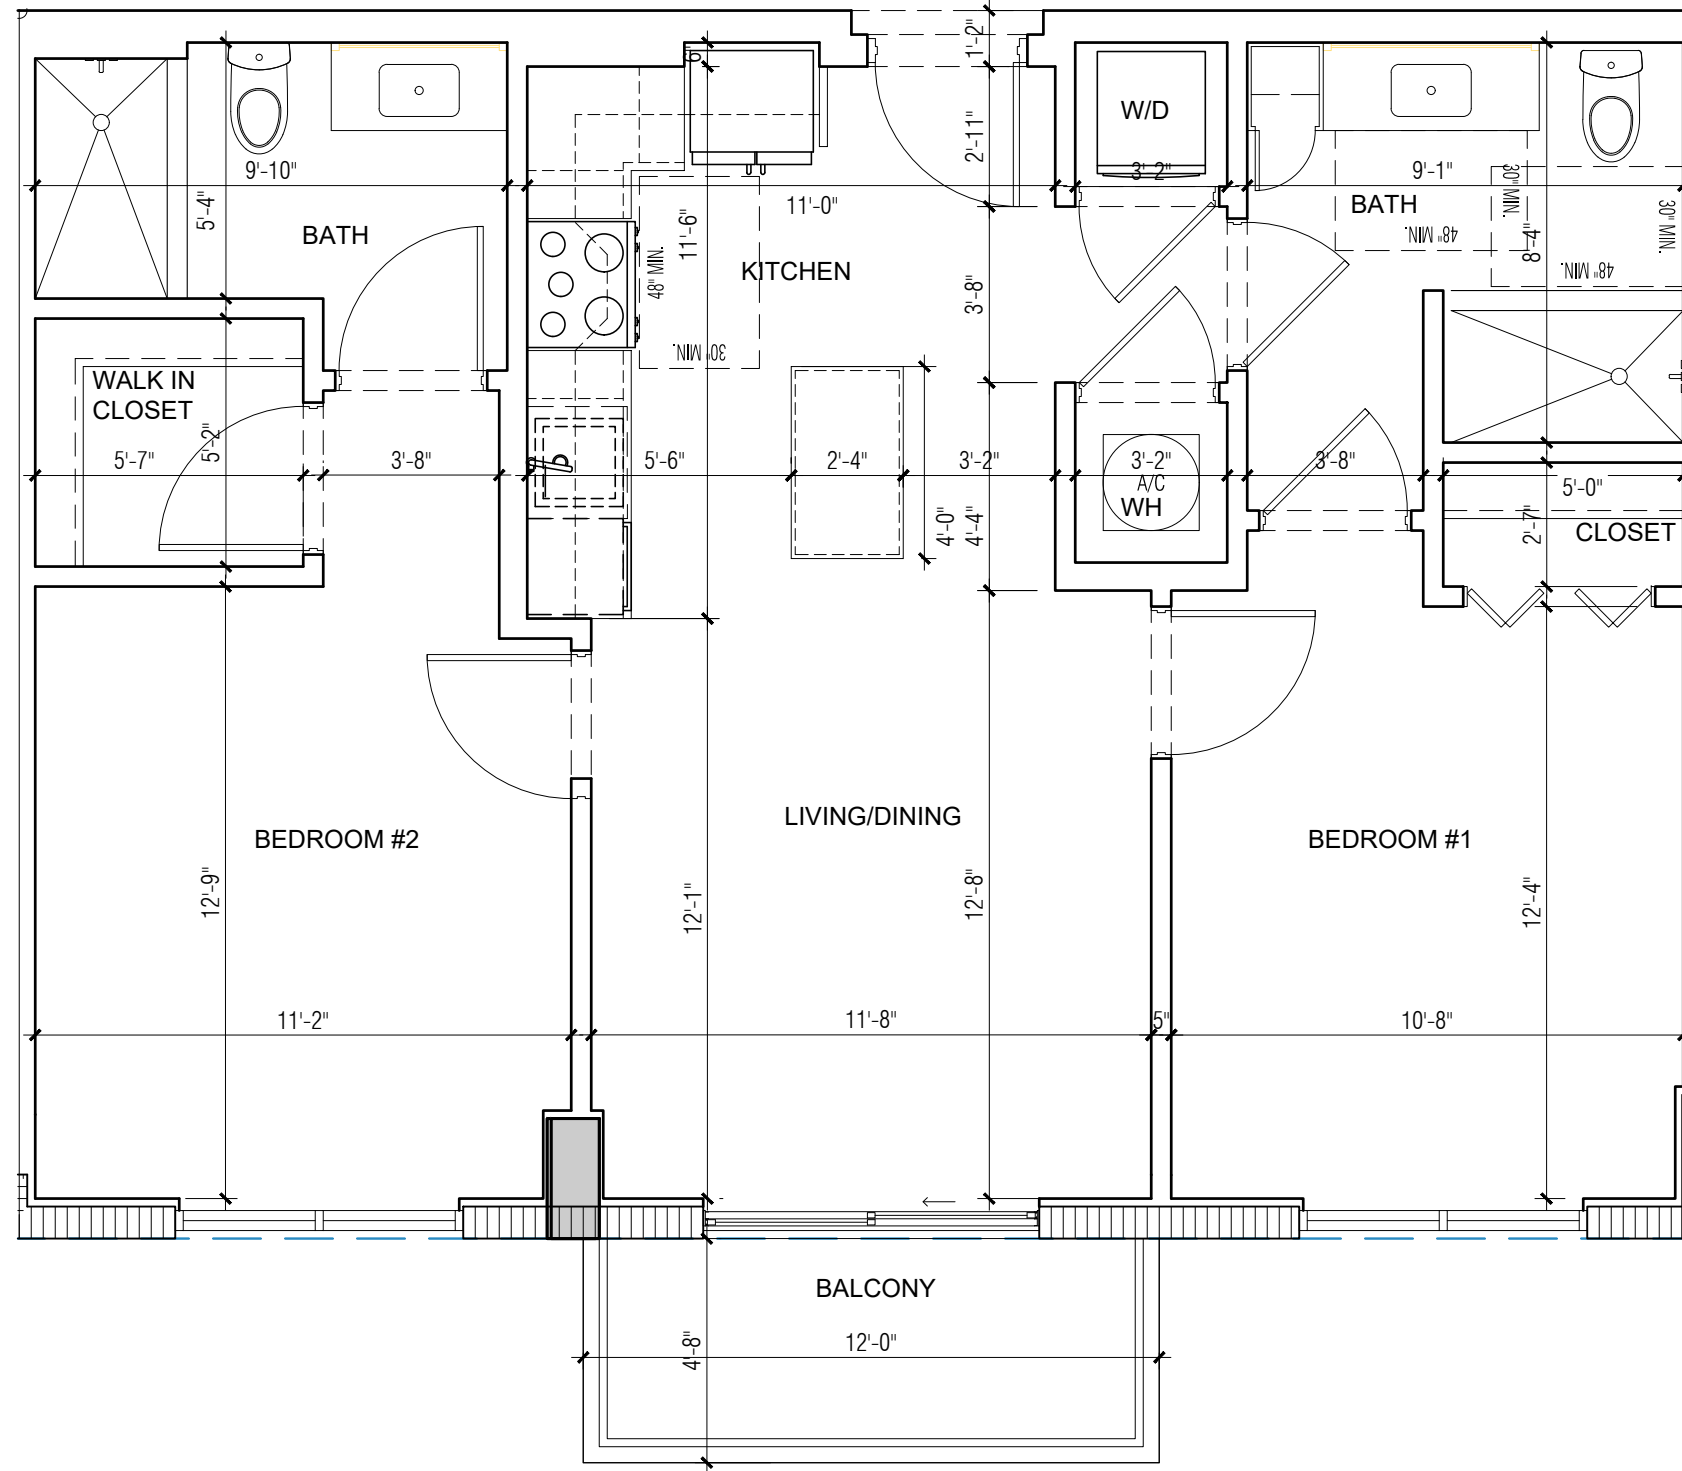 1'-2"
6"
W/D
2'-11"
9'-10"
3'-2"
9'-1"
30" MIN.
5'-4"
11'-0"
BATH
BATH
30" MIN.
BATH
11'-6"
48" MIN.
8'-4"
48" MIN.
KITCHEN
48" MIN.
3'-8"
30" MIN.
WALK IN
CLOSET
5'-2"
5'-7"
3'-8"
5'-6"
2'-4"
3'-2"
3'-2"
3'-8"
5'-0"
A/C
WH
4'-0"
4'-4"
2'-7"
CLOSET
LIVING/DINING
BEDROOM #2
BEDROOM #1
12'-9"
12'-1"
12'-8"
12'-4"
11'-2"
11'-8"
5"
10'-8"
BALCONY
12'-0"
4'-8"